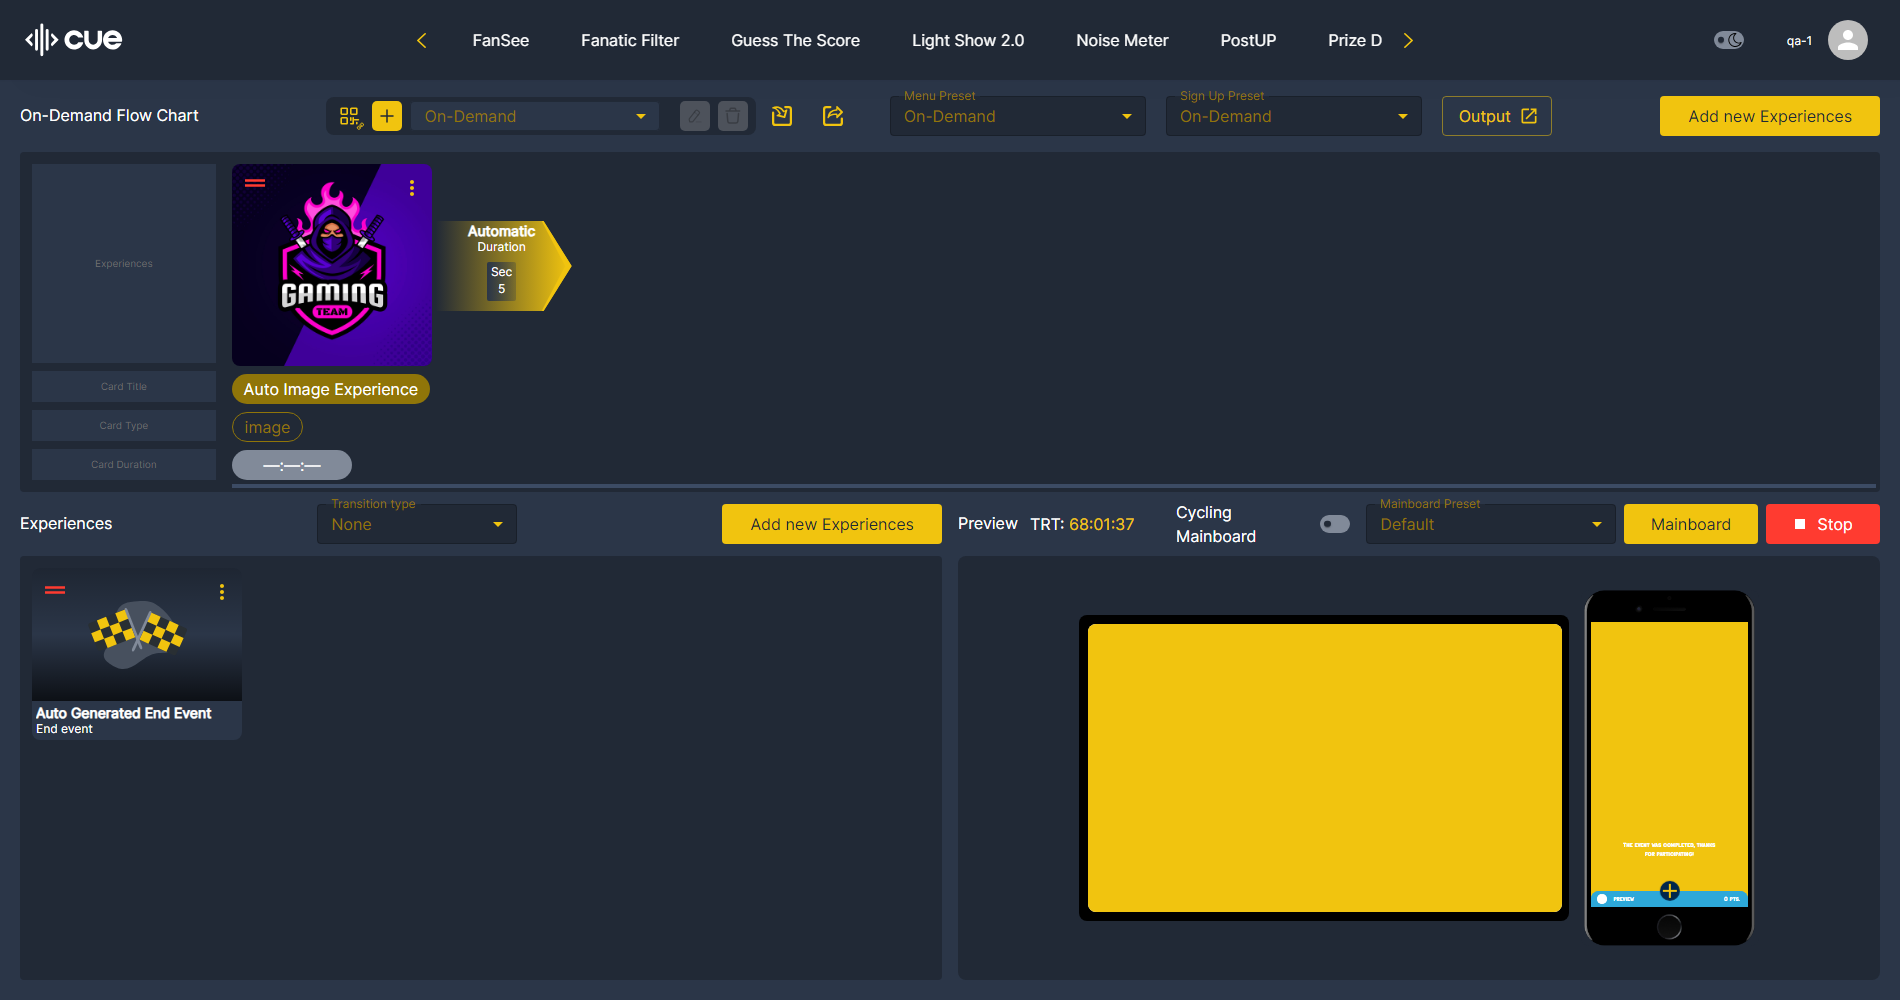 cue
FanSee
Fanatic Filter
Guess The Score
Light Show 2.0
Noise Meter
PostUP
Prize D
qa-1
On-Demand Flow Chart
On-Demand
Menu Preset
On-Demand
Sign Up Preset
On-Demand
Output
Add new Experiences
Experiences
Card Title
Card Type
Card Duration
GAMING
TEAM
Automatic
Duration
Sec
5
Auto Image Experience
image
—:—:—
Experiences
Transition type
None
Add new Experiences
Preview
TRT: 68:01:37
Cycling
Mainboard
Mainboard Preset
Default
Mainboard
Stop
Auto Generated End Event
End event
THE EVENT WAS COMPLETED, THANKS
FOR PARTICIPATING!
PREVIEW
0 PTS.